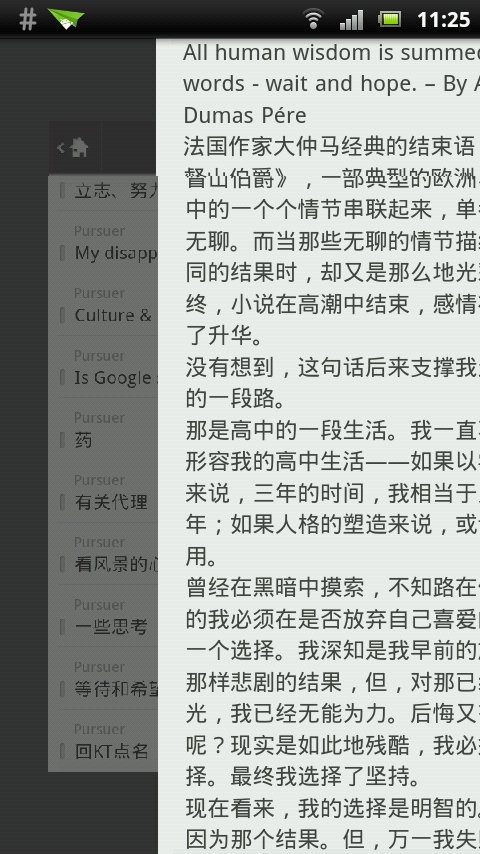 # 11:25
立志、努力
Pursuer
My disapp
Pursuer
Culture &
Pursuer
Is Google
Pursuer
药
Pursuer
有关代理
Pursuer
看风景的心
Pursuer
一些思考
Pursuer
等待和希望
Pursuer
回KT点名
All human wisdom is summed
words - wait and hope. – By A
Dumas Pére
法国作家大仲马经典的结束语
督山伯爵》，一部典型的欧洲
中的一个个情节串联起来，单
无聊。而当那些无聊的情节描
同的结果时，却又是那么地光
终，小说在高潮中结束，感情
了升华。
没有想到，这句话后来支撑我
的一段路。
那是高中的一段生活。我一直
形容我的高中生活——如果以
来说，三年的时间，我相当于
年；如果人格的塑造来说，或
用。
曾经在黑暗中摸索，不知路在
的我必须在是否放弃自己喜爱
一个选择。我深知是我早前的
那样悲剧的结果，但，对那已
光，我已经无能为力。后悔又
呢？现实是如此地残酷，我必
择。最终我选择了坚持。
现在看来，我的选择是明智的。
因为那个结果。但，万一我失